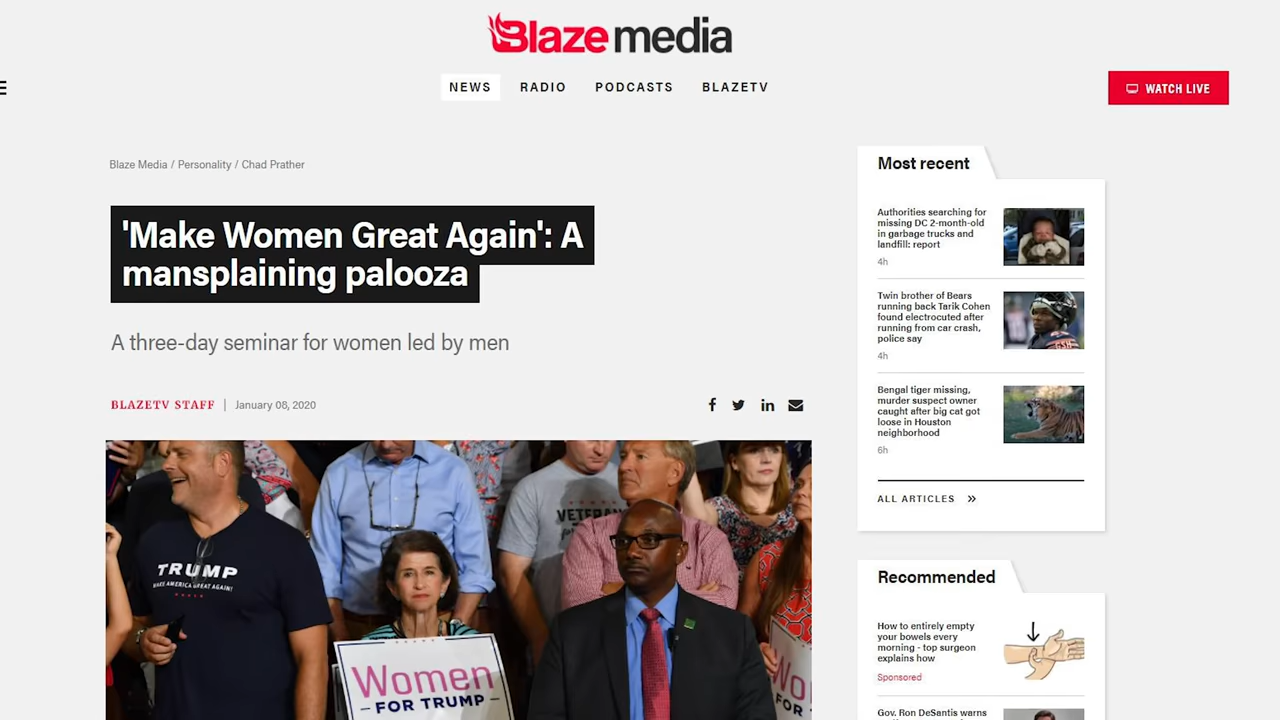 Blaze media
NEWS
RADIO
PODCASTS
BLAZETV
WATCH LIVE
Blaze Media / Personality / Chad Prather
'Make Women Great Again': A
mansplaining palooza
A three-day seminar for women led by men
BLAZETV STAFF | January 08, 2020
VETERAN
TRUMP
MAKE AMERICA GREAT AGAIN!
Women
FOR TRUMP
Wo
FOR
Most recent
Authorities searching for
missing DC 2-month-old
in garbage trucks and
landfill: report
4h
Twin brother of Bears
running back Tarik Cohen
found electrocuted after
running from car crash,
police say
4h
Bengal tiger missing,
murder suspect owner
caught after big cat got
loose in Houston
neighborhood
6h
ALL ARTICLES »
Recommended
How to entirely empty
your bowels every
morning - top surgeon
explains how
Sponsored
Gov. Ron DeSantis warns